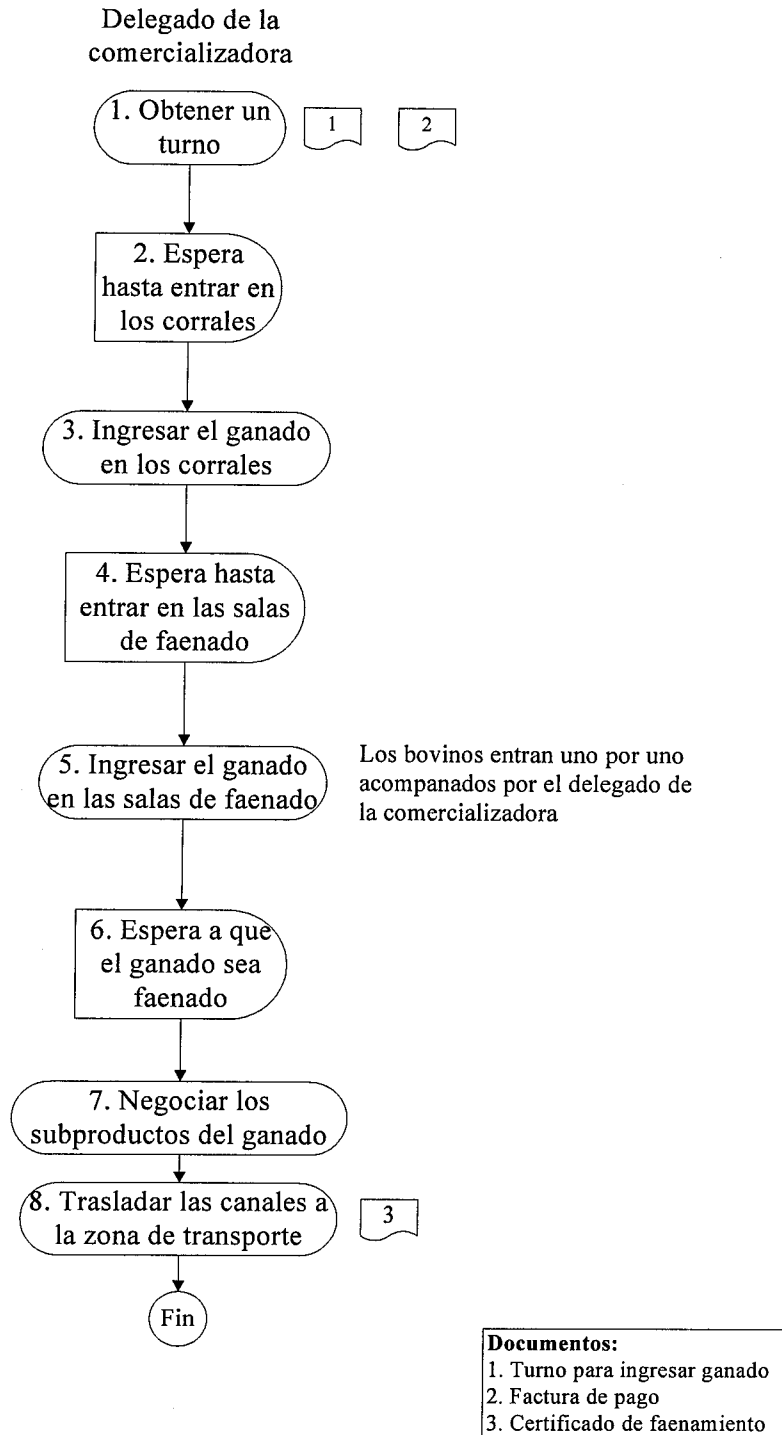 Delegado de la
comercializadora
1. Obtener un
turno
1
2
2. Espera
hasta entrar en
los corrales
3. Ingresar el ganado
en los corrales
4. Espera hasta
entrar en las salas
de faenado
5. Ingresar el ganado
en las salas de faenado
Los bovinos entran uno por uno
acompanados por el delegado de
la comercializadora
6. Espera a que
el ganado sea
faenado
7. Negociar los
subproductos del ganado
8. Trasladar las canales a
la zona de transporte
3
Fin
Documentos:
1. Turno para ingresar ganado
2. Factura de pago
3. Certificado de faenamiento